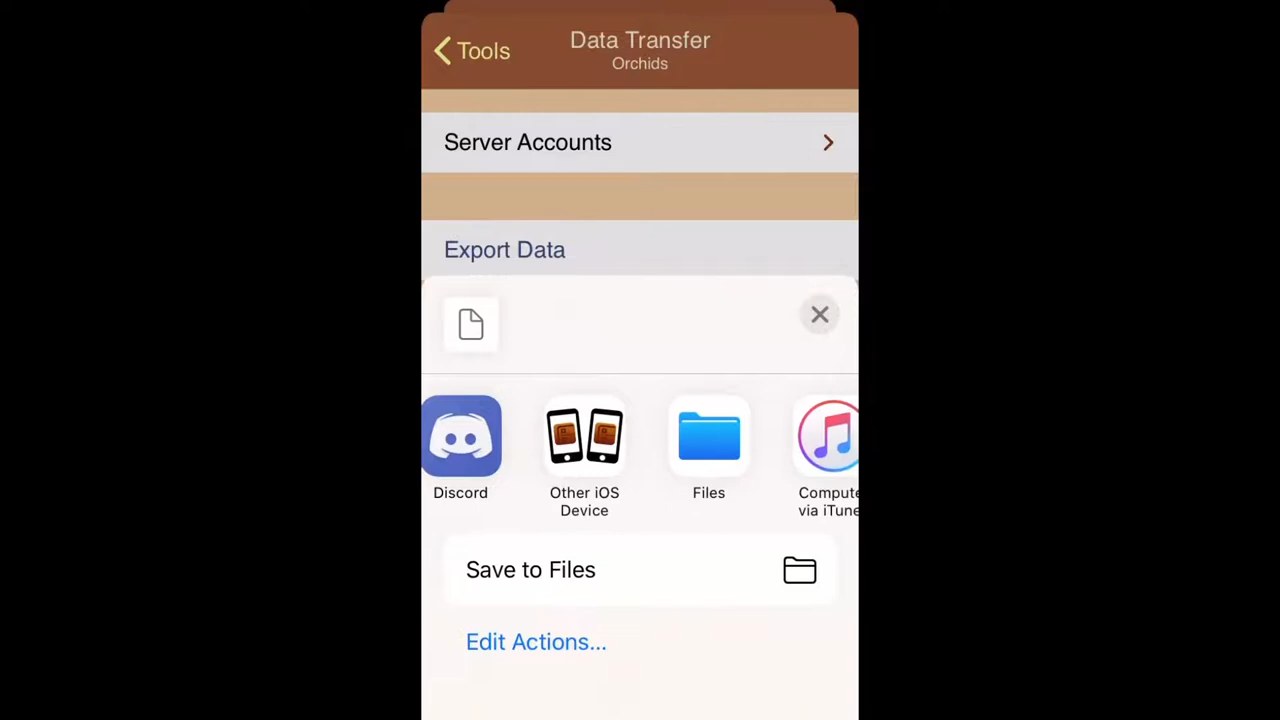 Tools
Data Transfer
Orchids
Server Accounts
Export Data
Discord
Other iOS
Device
Files
Compute
via iTune
Save to Files
Edit Actions...